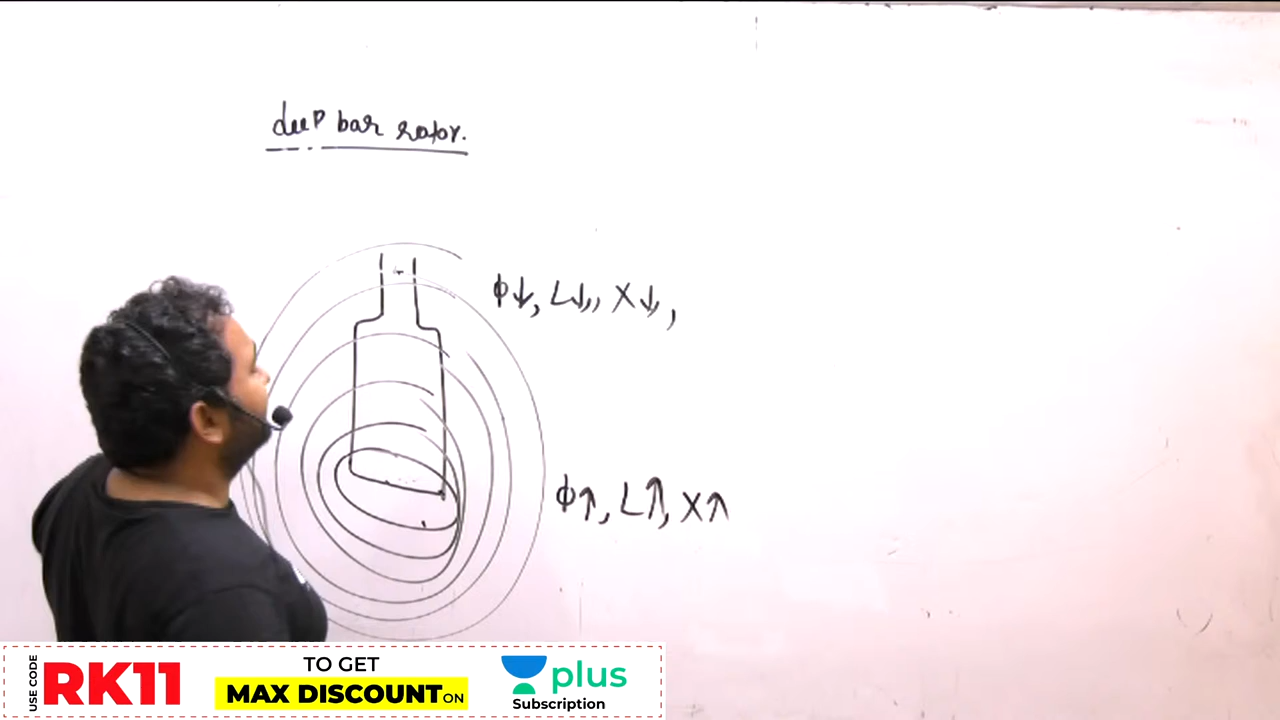 deep bar rotor.
Φ↓, L↓,, X↓,
Φ↑, L↑, X↑
USE CODE
RK11
TO GET
MAX DISCOUNT ON
plus
Subscription